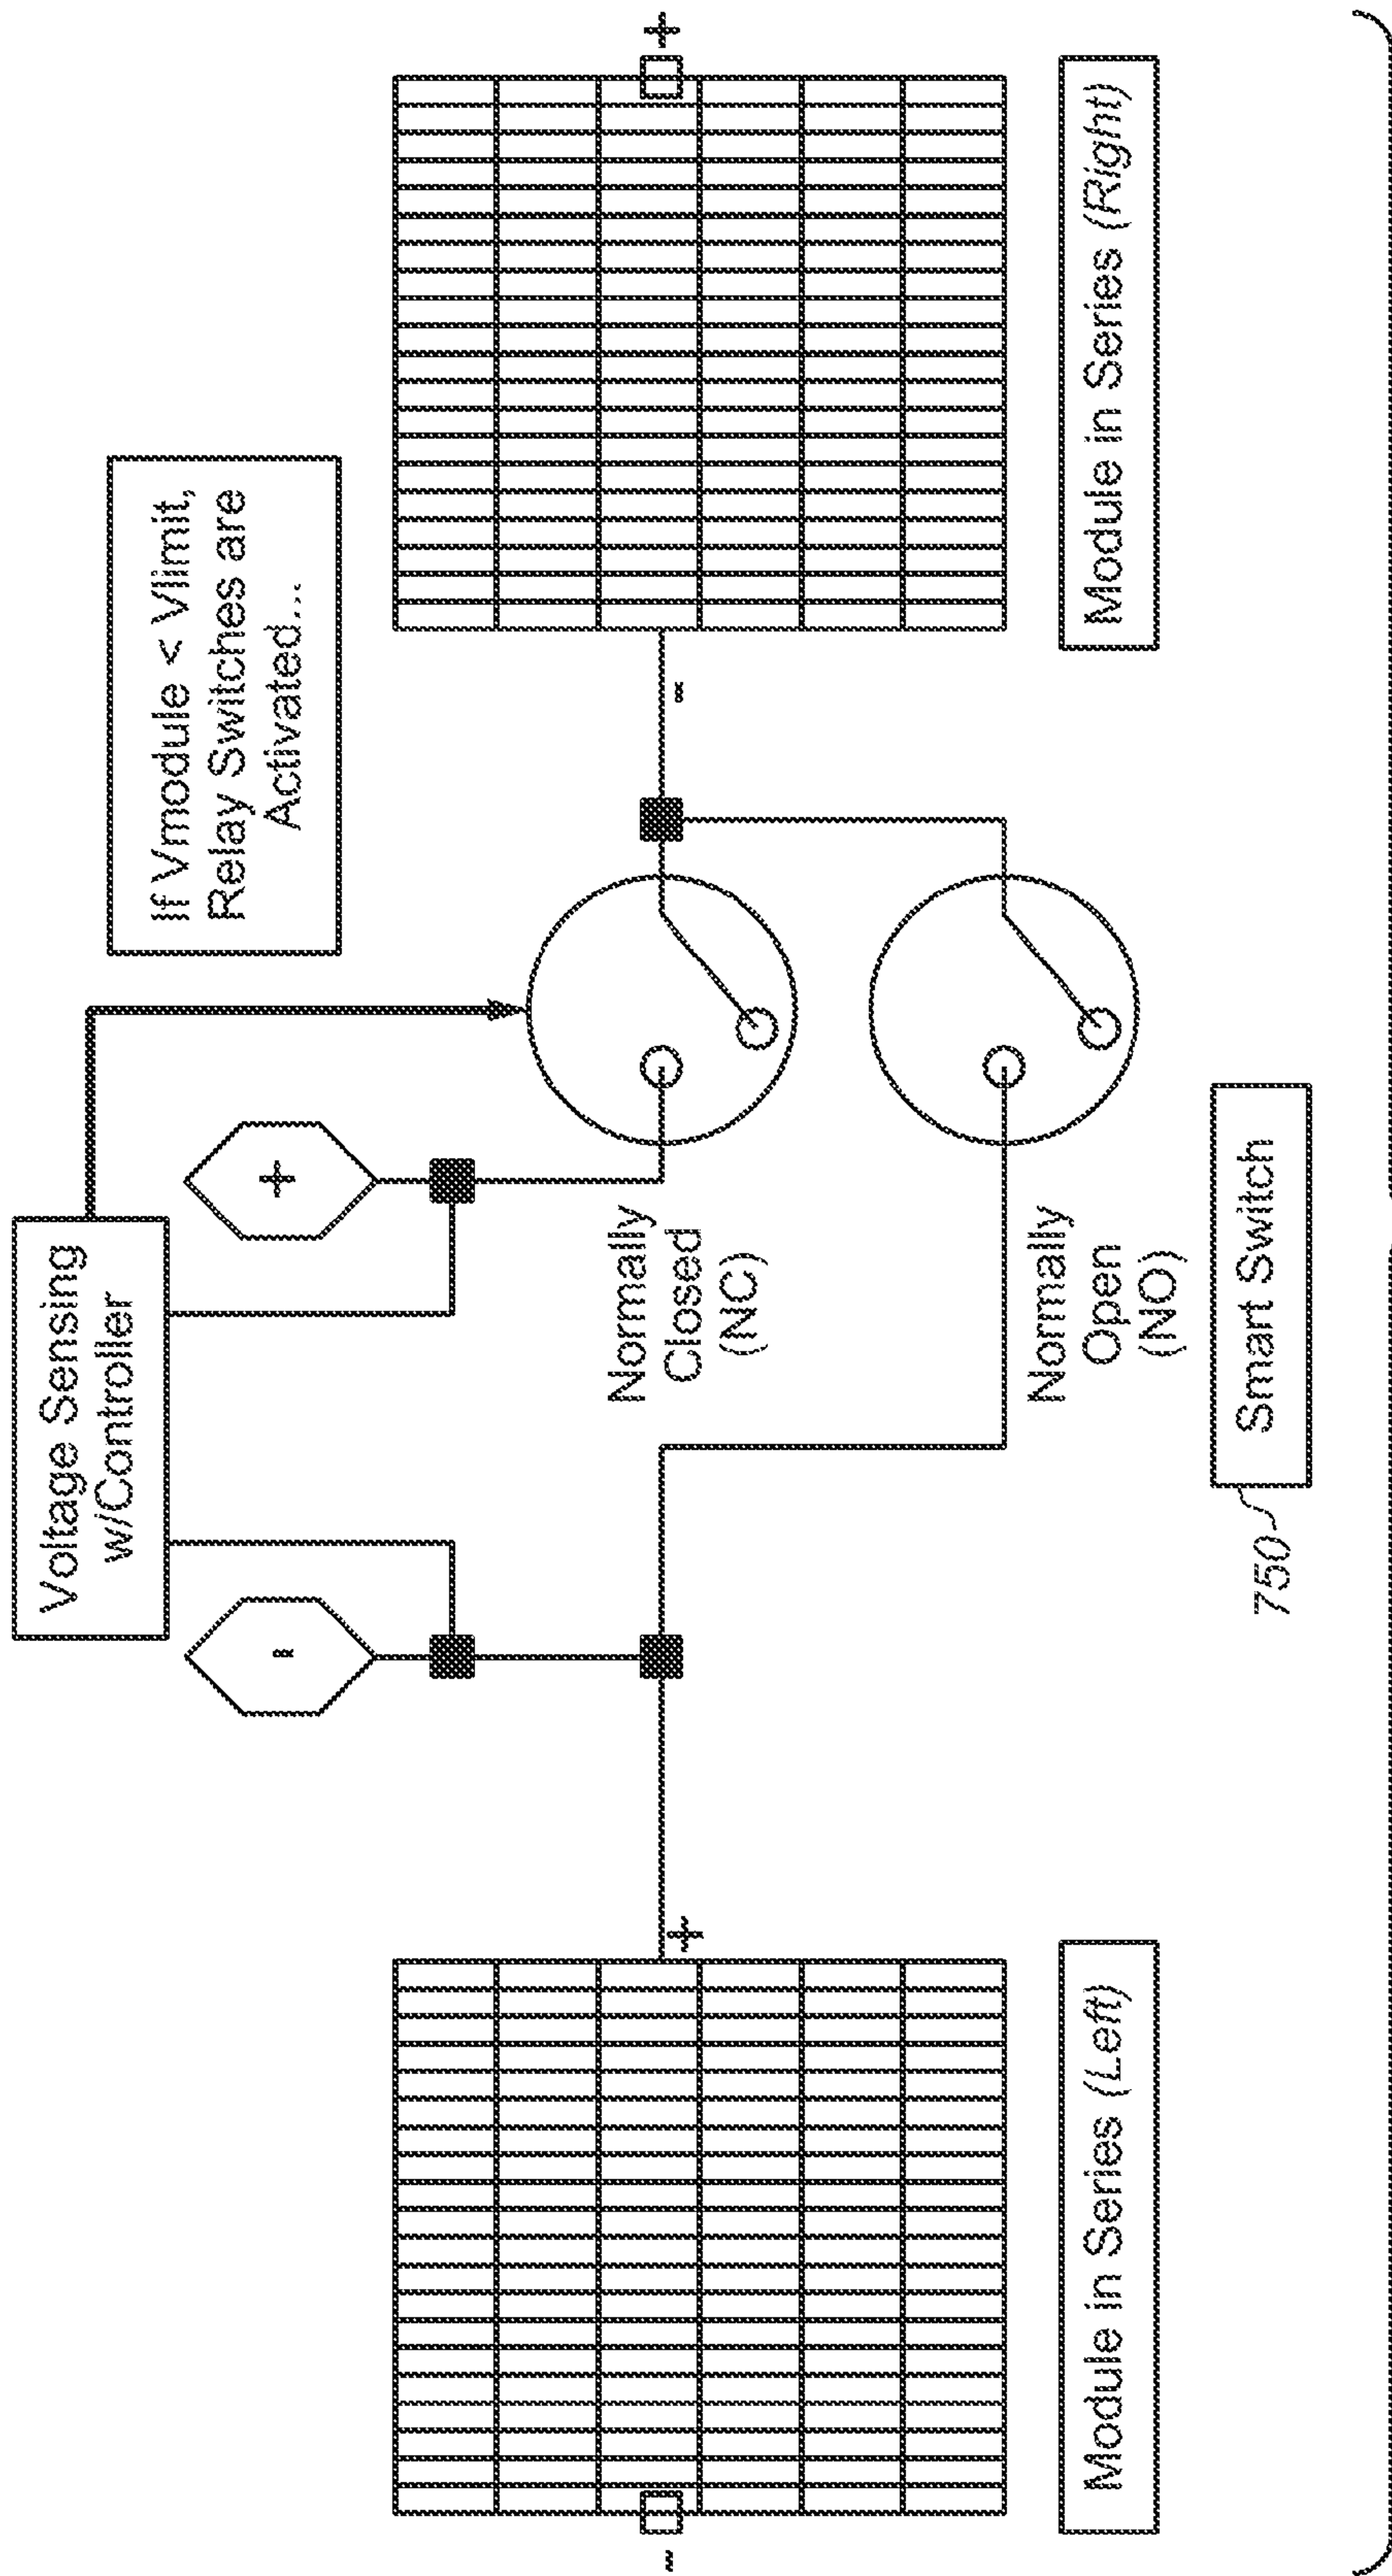 Voltage Sensing
w/Controller
If Vmodule < Vlimit,
Relay Switches are
Activated...
-
+
-
+
Normally
Closed
(NC)
-
+
Normally
Open
(NO)
Module in Series (Left)
Module in Series (Right)
750
Smart Switch